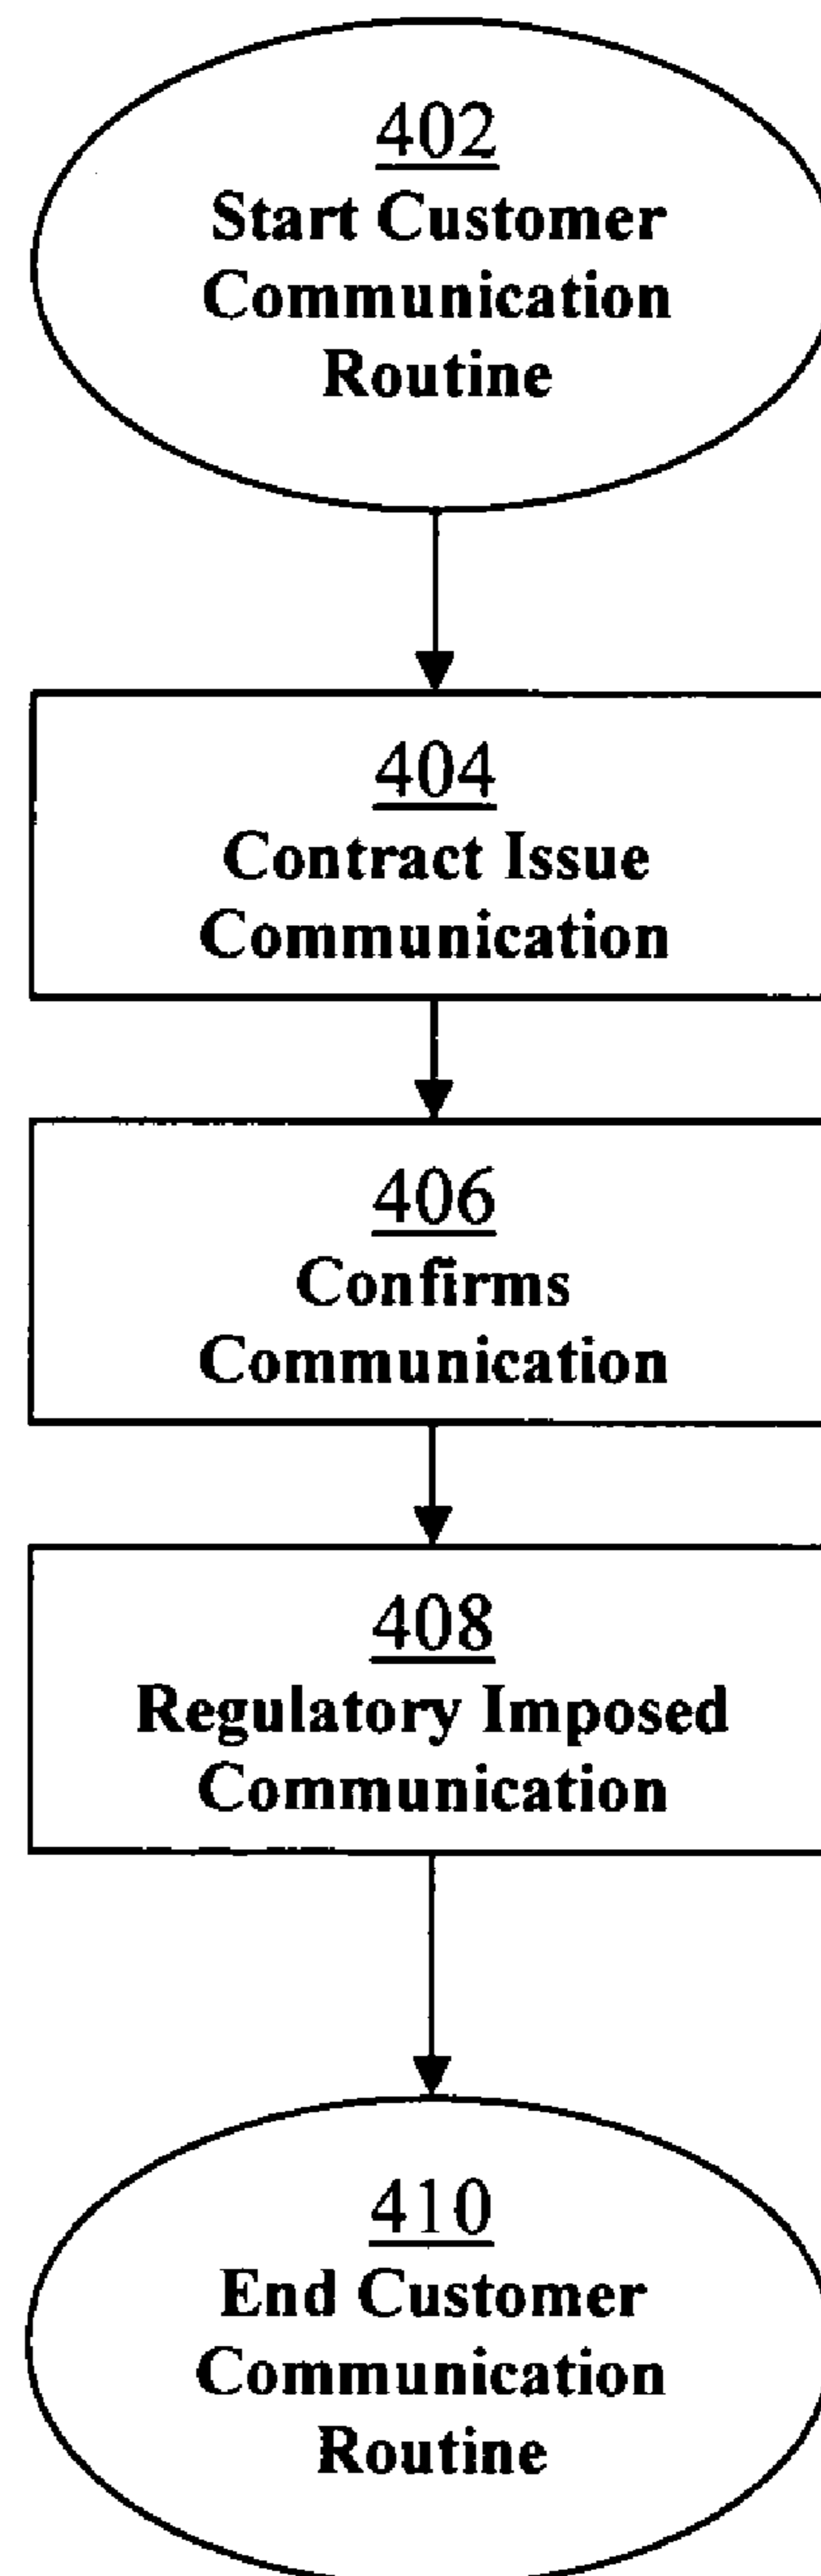 402
Start Customer
Communication
Routine
404
Contract Issue
Communication
406
Confirms
Communication
408
Regulatory Imposed
Communication
410
End Customer
Communication
Routine